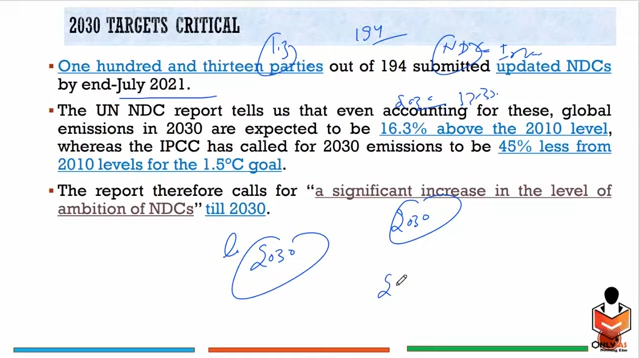 2030 TARGETS CRITICAL
194
113
NDCs
One hundred and thirteen parties out of 194 submitted updated NDCs
by end-July 2021.
2030
The UN NDC report tells us that even accounting for these, global
emissions in 2030 are expected to be 16.3% above the 2010 level,
whereas the IPCC has called for 2030 emissions to be 45% less from
2010 levels for the 1.5°C goal.
The report therefore calls for “a significant increase in the level of
ambition of NDCs” till 2030.
2030
2030
ONLYIAS